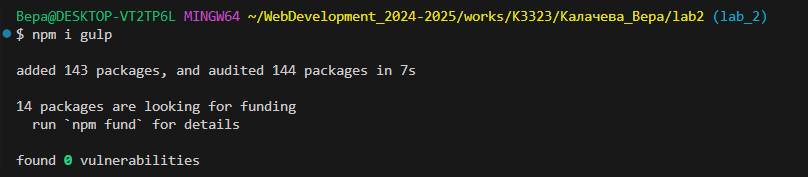 Вера@DESKTOP-VT2TP6L MINGW64 ~/WebDevelopment_2024-2025/works/K3323/Калачева_Вера/lab2 (lab_2)
$ npm i gulp
added 143 packages, and audited 144 packages in 7s
14 packages are looking for funding
  run `npm fund` for details
found 0 vulnerabilities